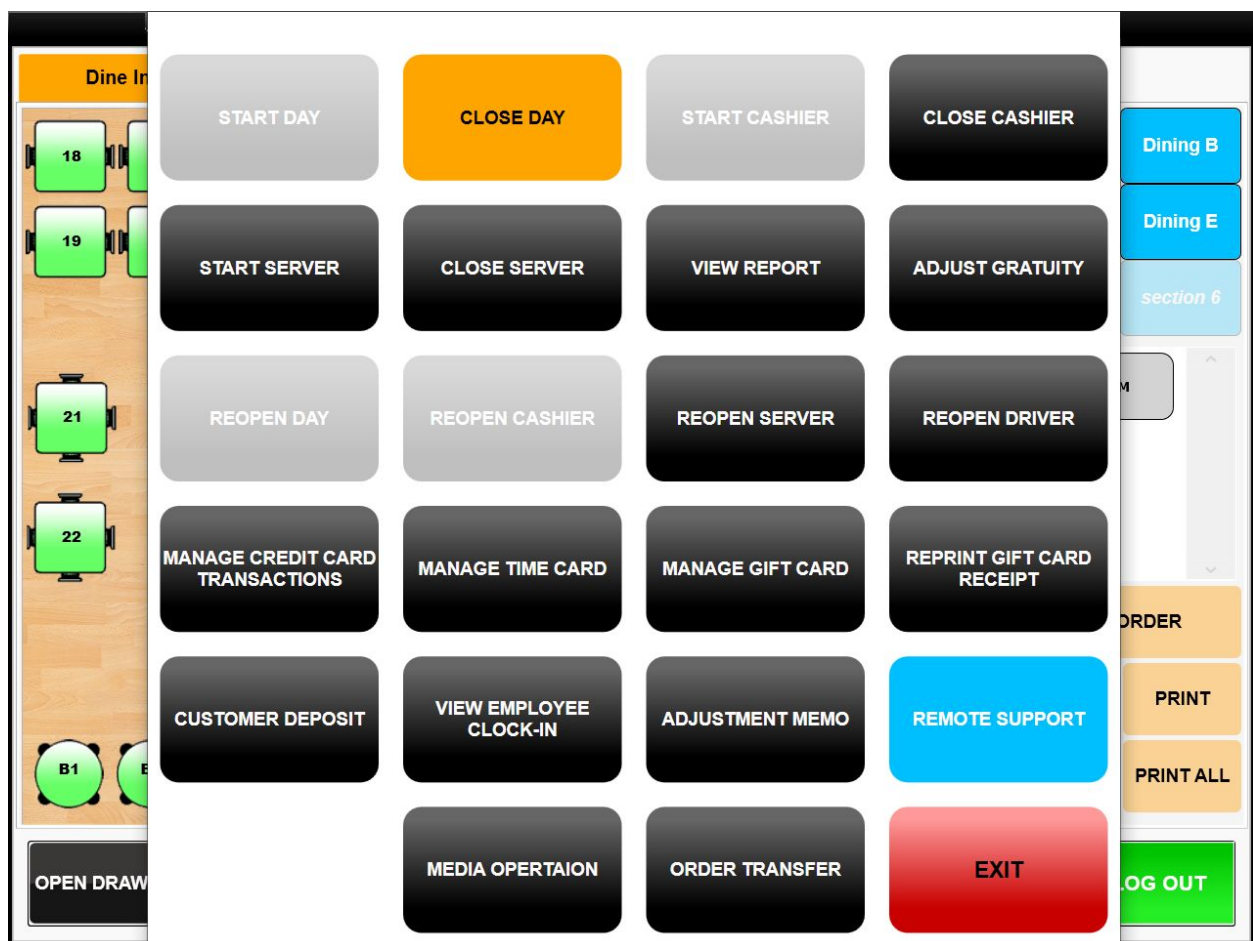 Dine In
START DAY
CLOSE DAY
START CASHIER
CLOSE CASHIER
18
Dining B
19
START SERVER
CLOSE SERVER
VIEW REPORT
ADJUST GRATUITY
Dining E
section 6
21
REOPEN DAY
REOPEN CASHIER
REOPEN SERVER
REOPEN DRIVER
M
22
MANAGE CREDIT CARD
TRANSACTIONS
MANAGE TIME CARD
MANAGE GIFT CARD
REPRINT GIFT CARD
RECEIPT
ORDER
CUSTOMER DEPOSIT
VIEW EMPLOYEE
CLOCK-IN
ADJUSTMENT MEMO
REMOTE SUPPORT
PRINT
B1
PRINT ALL
OPEN DRAW
MEDIA OPERTAION
ORDER TRANSFER
EXIT
LOG OUT